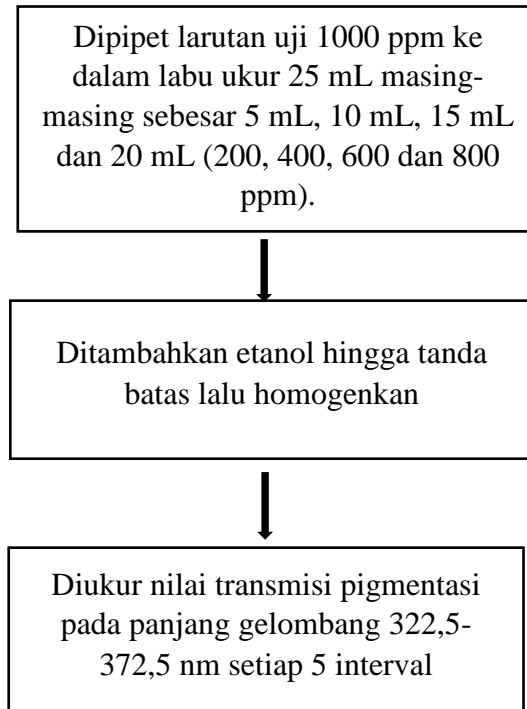 Dipipet larutan uji 1000 ppm ke
dalam labu ukur 25 mL masing-
masing sebesar 5 mL, 10 mL, 15 mL
dan 20 mL (200, 400, 600 dan 800
ppm).
Ditambahkan etanol hingga tanda
batas lalu homogenkan
Diukur nilai transmisi pigmentasi
pada panjang gelombang 322,5-
372,5 nm setiap 5 interval